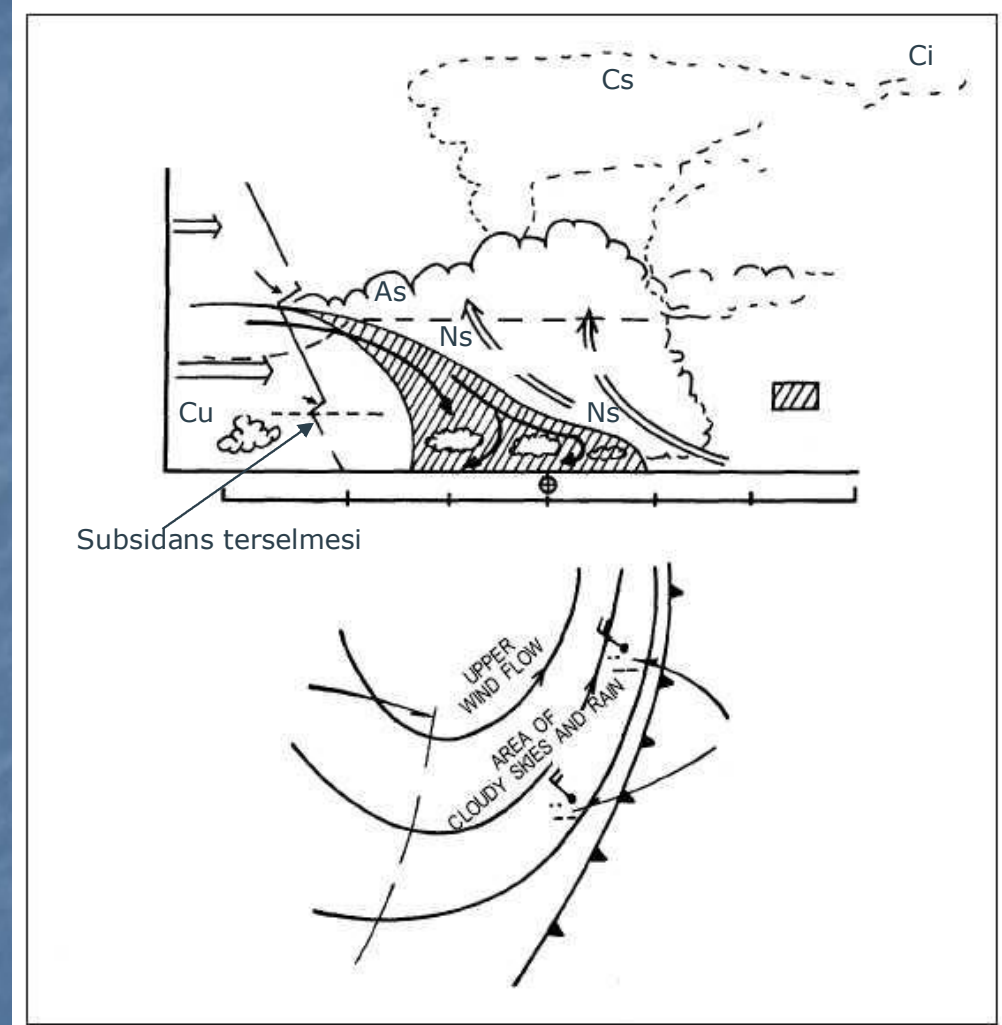 Ci
Cs
As
Ns
Cu
Ns
Subsidans terselmesi
UPPER
WIND FLOW
AREA OF
CLOUDY SKIES AND RAIN